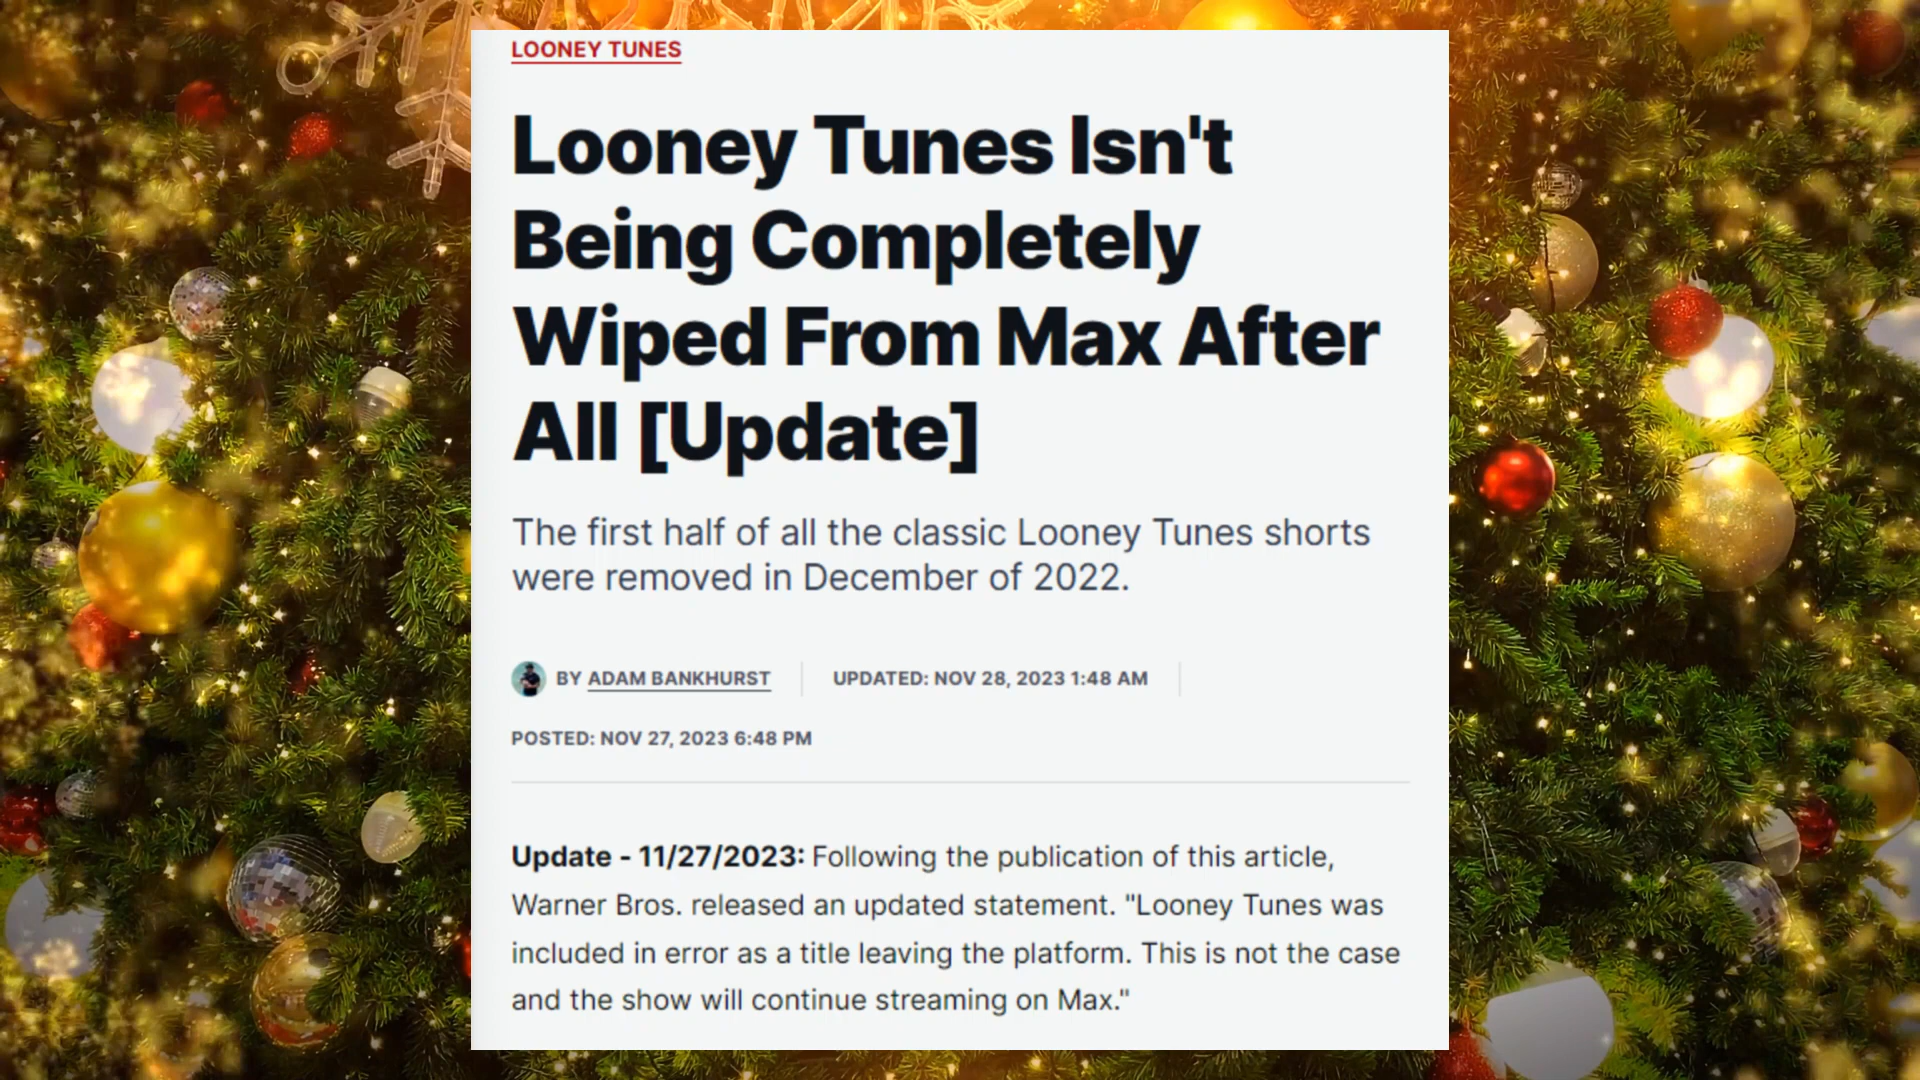 LOONEY TUNES
Looney Tunes Isn't
Being Completely
Wiped From Max After
All [Update]
The first half of all the classic Looney Tunes shorts
were removed in December of 2022.
BY ADAM BANKHURST UPDATED: NOV 28, 2023 1:48 AM
POSTED: NOV 27, 2023 6:48 PM
Update - 11/27/2023: Following the publication of this article,
Warner Bros. released an updated statement. "Looney Tunes was
included in error as a title leaving the platform. This is not the case
and the show will continue streaming on Max."